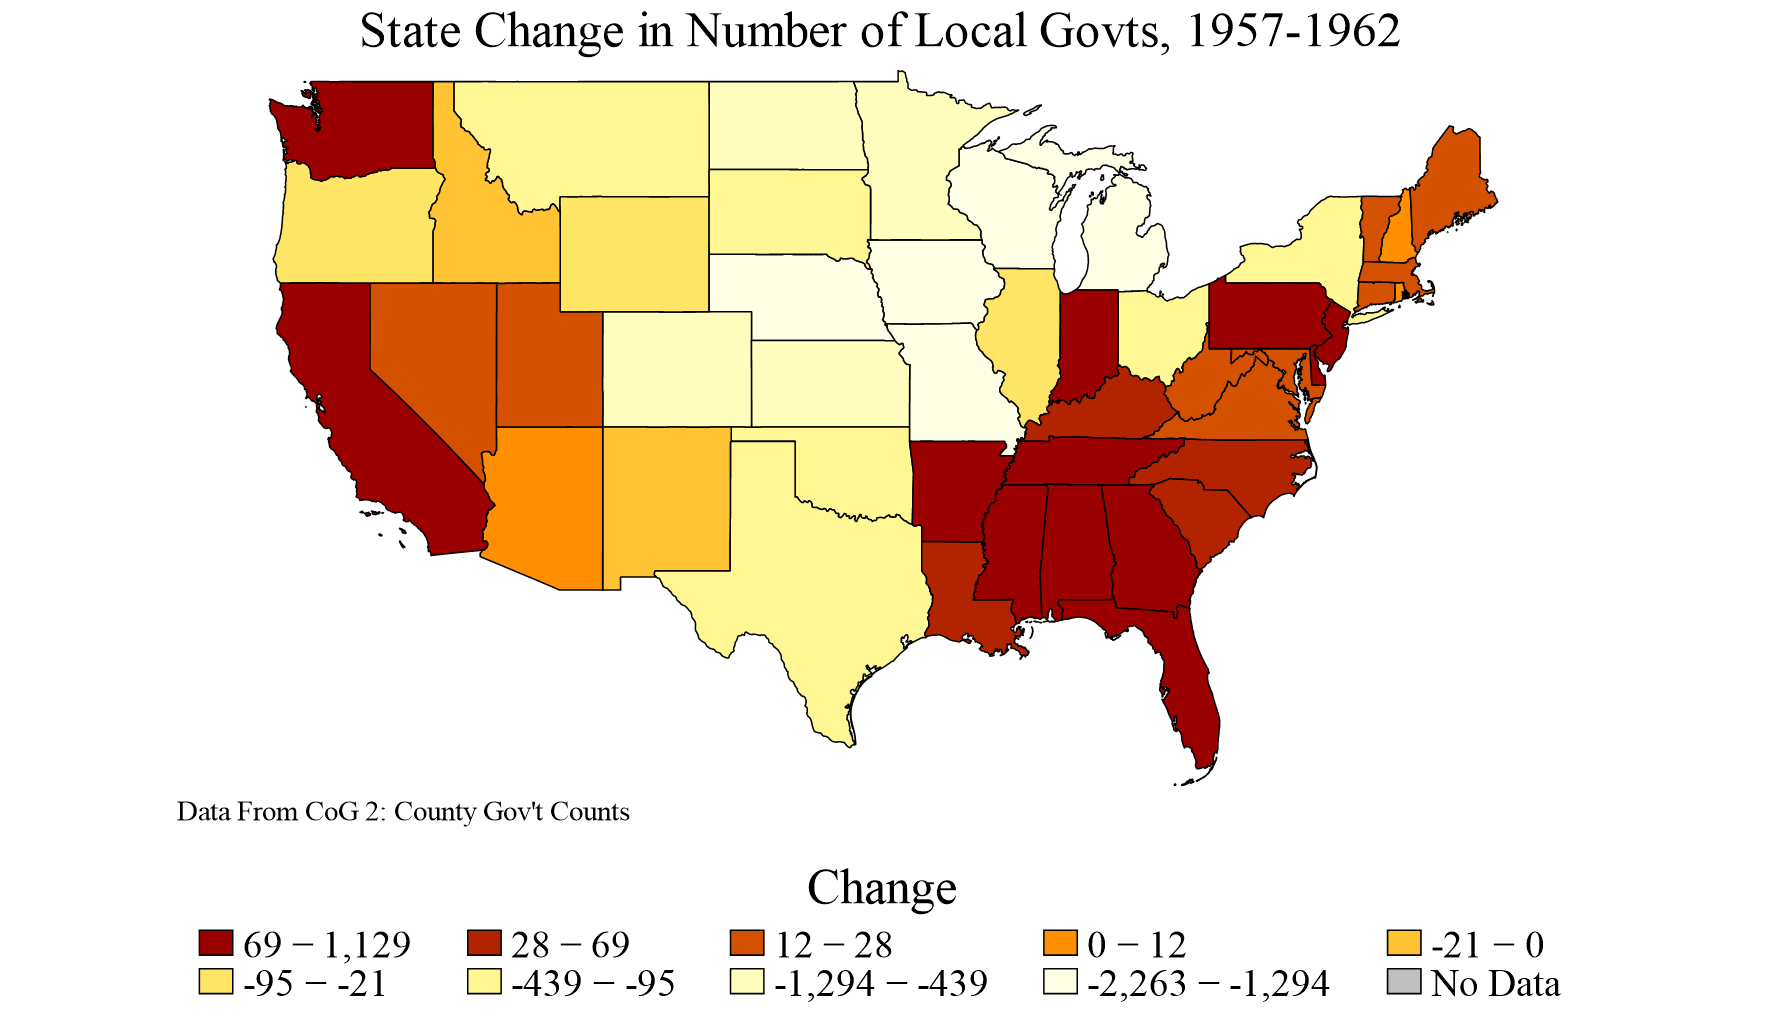 State Change in Number of Local Govts, 1957-1962
Data From CoG 2: County Gov't Counts
Change
69 − 1,129 28 − 69 12 − 28 0 − 12 -21 − 0
-95 − -21 -439 − -95 -1,294 − -439 -2,263 − -1,294 No Data